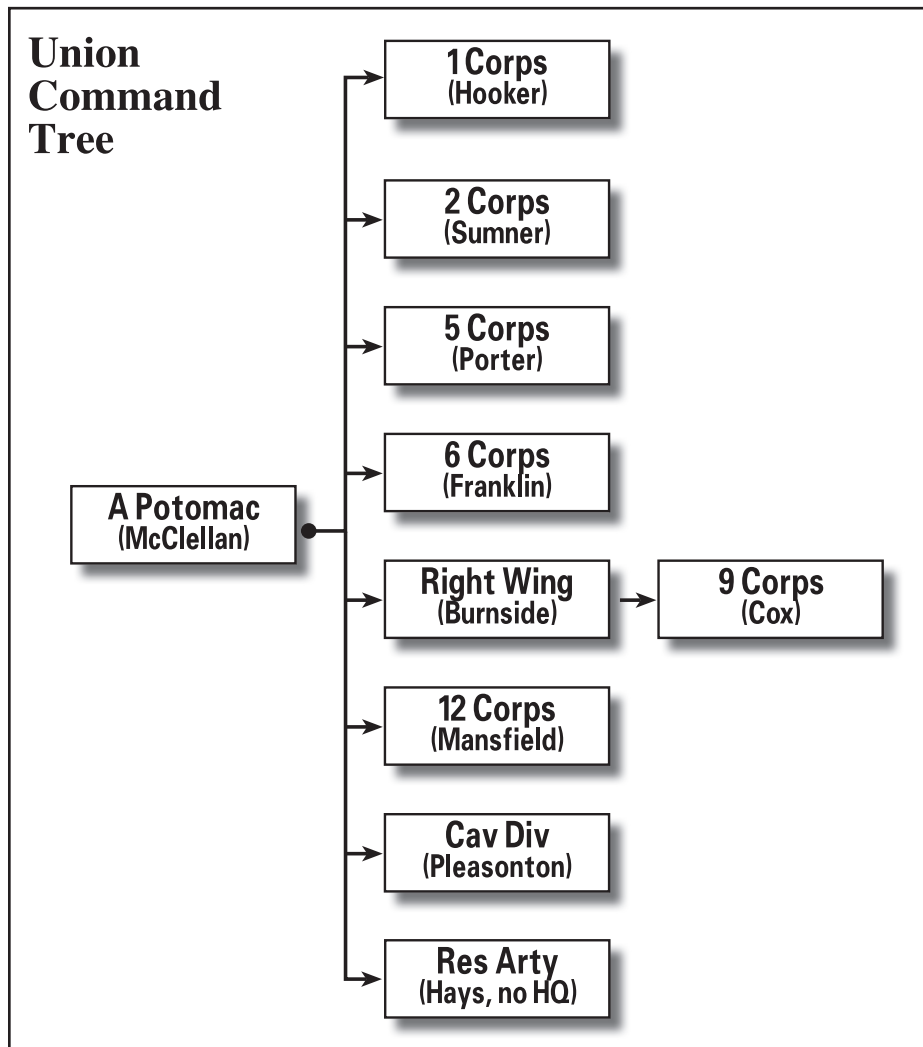 Union
Command
Tree
1 Corps
(Hooker)
2 Corps
(Sumner)
5 Corps
(Porter)
6 Corps
(Franklin)
A Potomac
(McClellan)
Right Wing
(Burnside)
9 Corps
(Cox)
12 Corps
(Mansfield)
Cav Div
(Pleasonton)
Res Arty
(Hays, no HQ)